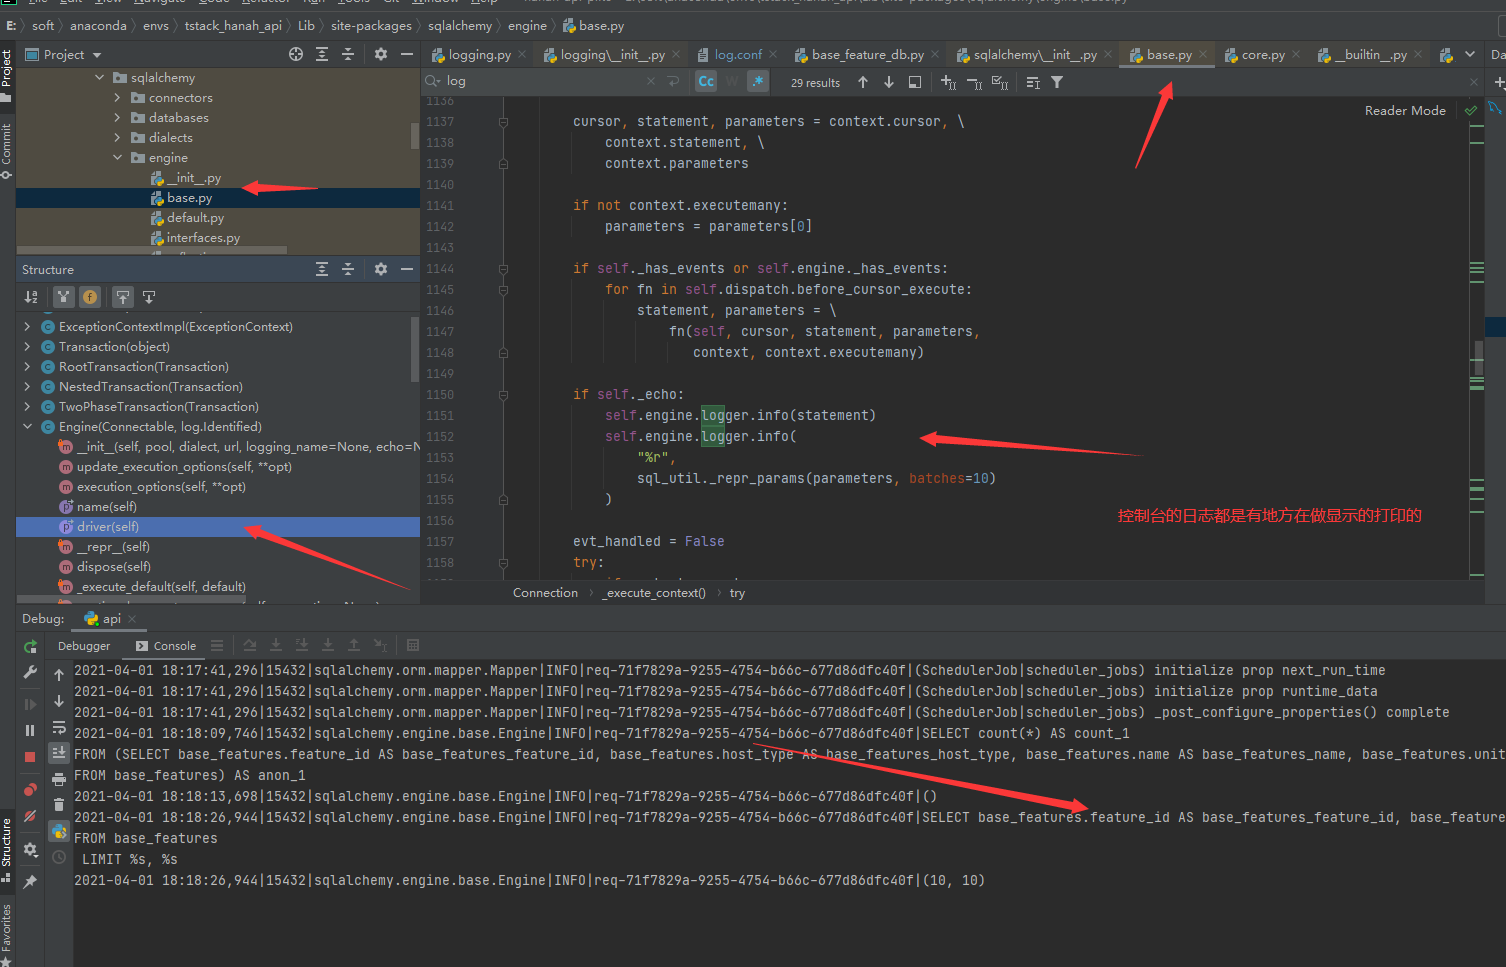 E: soft anaconda envs tstack_hanah_api Lib site-packages sqlalchemy engine base.py
Project
logging.py logging\__init__.py log.conf base_feature_db.py sqlalchemy\__init__.py base.py core.py __builtin__.py
log
Cc W .* 29 results
Reader Mode
Project
Commit
Structure
Favorites
sqlalchemy
connectors
databases
dialects
engine
__init__.py
base.py
default.py
interfaces.py
Structure
ExceptionContextImpl(ExceptionContext)
Transaction(object)
RootTransaction(Transaction)
NestedTransaction(Transaction)
TwoPhaseTransaction(Transaction)
Engine(Connectable, log.Identified)
__init__(self, pool, dialect, url, logging_name=None, echo=N
update_execution_options(self, **opt)
execution_options(self, **opt)
name(self)
driver(self)
__repr__(self)
dispose(self)
_execute_default(self, default)
1136
1137 cursor, statement, parameters = context.cursor, \
1138 context.statement, \
1139 context.parameters
1140
1141 if not context.executemany:
1142 parameters = parameters[0]
1143
1144 if self._has_events or self.engine._has_events:
1145 for fn in self.dispatch.before_cursor_execute:
1146 statement, parameters = \
1147 fn(self, cursor, statement, parameters,
1148 context, context.executemany)
1149
1150 if self._echo:
1151 self.engine.logger.info(statement)
1152 self.engine.logger.info(
1153 "%r",
1154 sql_util._repr_params(parameters, batches=10)
1155 )
1156
1157 evt_handled = False
1158 try:
控制台的日志都是有地方在做显示的打印的
Connection _execute_context() try
Debug: api
Debugger Console
2021-04-01 18:17:41,296|15432|sqlalchemy.orm.mapper.Mapper|INFO|req-71f7829a-9255-4754-b66c-677d86dfc40f|(SchedulerJob|scheduler_jobs) initialize prop next_run_time
2021-04-01 18:17:41,296|15432|sqlalchemy.orm.mapper.Mapper|INFO|req-71f7829a-9255-4754-b66c-677d86dfc40f|(SchedulerJob|scheduler_jobs) initialize prop runtime_data
2021-04-01 18:17:41,296|15432|sqlalchemy.orm.mapper.Mapper|INFO|req-71f7829a-9255-4754-b66c-677d86dfc40f|(SchedulerJob|scheduler_jobs) _post_configure_properties() complete
2021-04-01 18:18:09,746|15432|sqlalchemy.engine.base.Engine|INFO|req-71f7829a-9255-4754-b66c-677d86dfc40f|SELECT count(*) AS count_1
FROM (SELECT base_features.feature_id AS base_features_feature_id, base_features.host_type AS base_features_host_type, base_features.name AS base_features_name, base_features.unit
FROM base_features) AS anon_1
2021-04-01 18:18:13,698|15432|sqlalchemy.engine.base.Engine|INFO|req-71f7829a-9255-4754-b66c-677d86dfc40f|()
2021-04-01 18:18:26,944|15432|sqlalchemy.engine.base.Engine|INFO|req-71f7829a-9255-4754-b66c-677d86dfc40f|SELECT base_features.feature_id AS base_features_feature_id, base_feature
FROM base_features
LIMIT %s, %s
2021-04-01 18:18:26,944|15432|sqlalchemy.engine.base.Engine|INFO|req-71f7829a-9255-4754-b66c-677d86dfc40f|(10, 10)